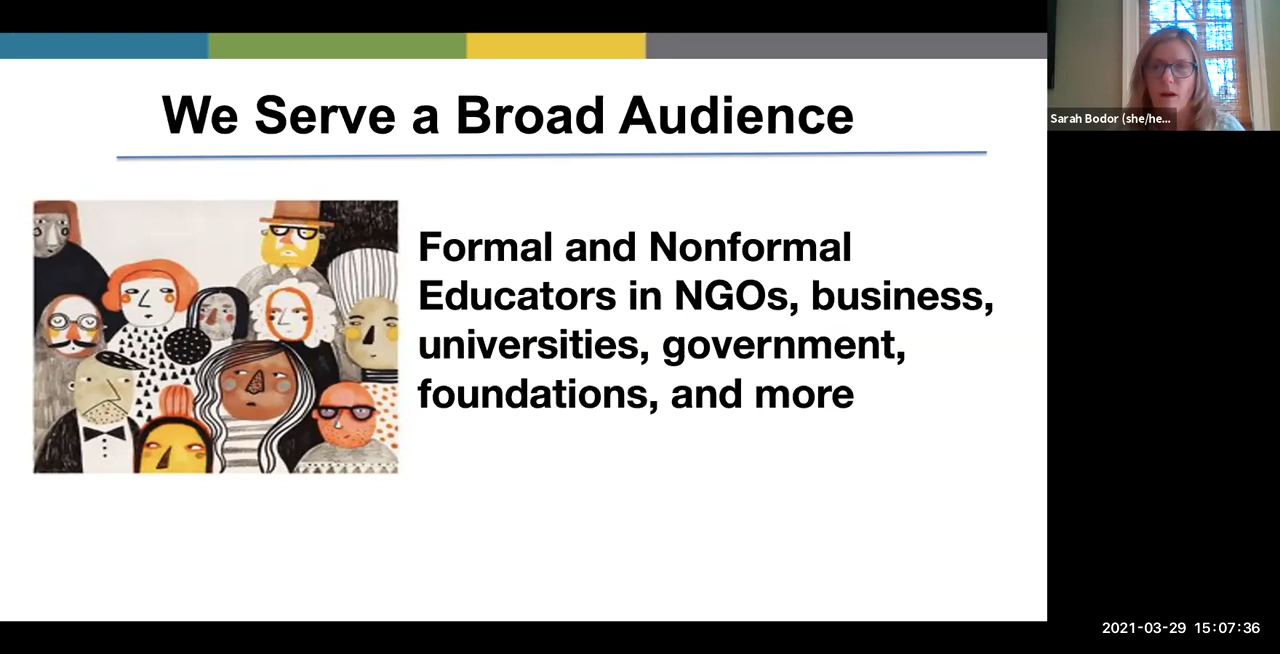 We Serve a Broad Audience
Sarah Bodor (she/he...
Formal and Nonformal
Educators in NGOs, business,
universities, government,
foundations, and more
2021-03-29 15:07:36